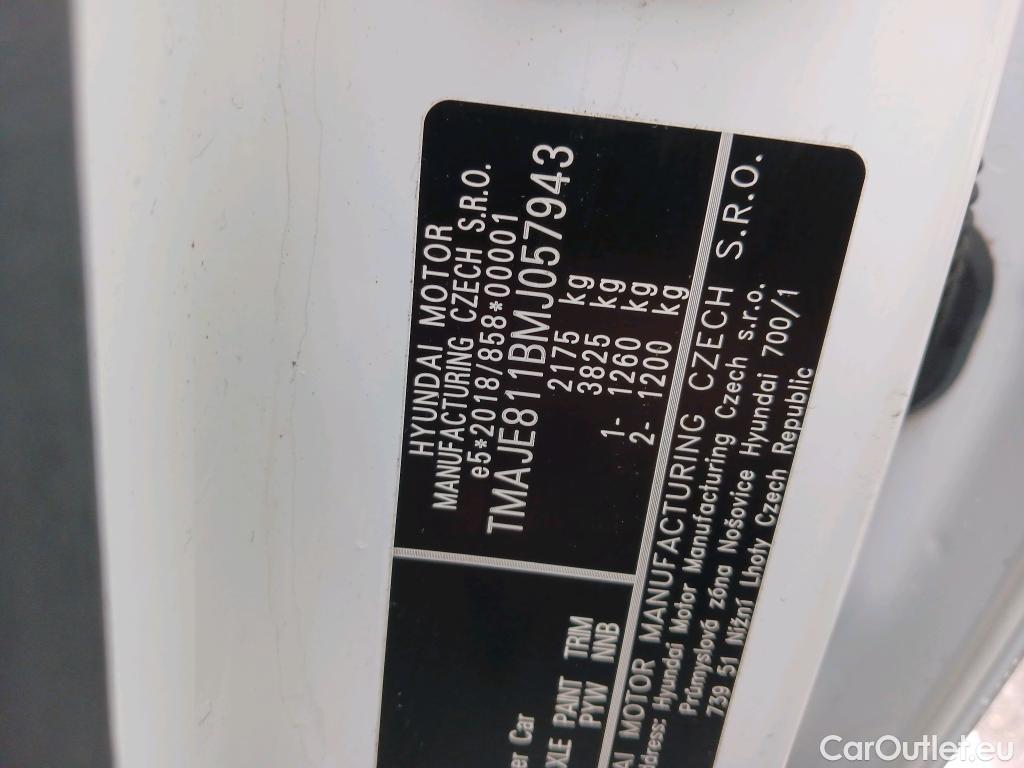 HYUNDAI MOTOR
MANUFACTURING CZECH S.R.O.
e5*2018/858*00001
TMAJE811BMJ057943
2175 kg
3825 kg
1- 1260 kg
2- 1200 kg
Car
PAINT TRIM
PYW NNB
MOTOR MANUFACTURING CZECH S.R.O.
Hyundai Motor Manufacturing Czech s.r.o.
Průmyslová zóna Nošovice Hyundai 700/1
739 51 Nižní Lhoty Czech Republic
CarOutlet.eu